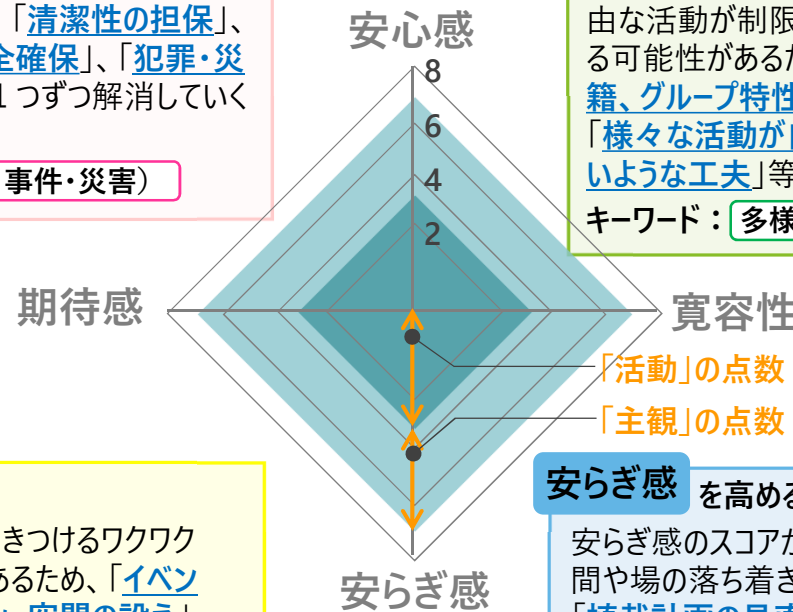 「清潔性の担保」、
全確保」、「犯罪・災
1つずつ解消していく
事件・災害）
安心感
8
6
4
2
期待感
寛容性
安らぎ感
由な活動が制限
る可能性があるた
籍、グループ特性
「様々な活動が
いような工夫」等
キーワード：多様
「活動」の点数
「主観」の点数
きつけるワクワク
あるため、「イベン
安らぎ感 を高める
安らぎ感のスコアが
間や場の落ち着き